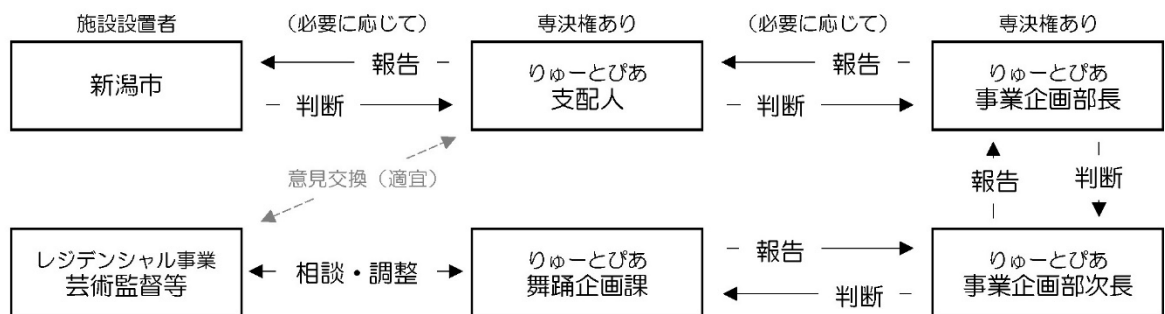 施設設置者
(必要に応じて)
専決権あり
(必要に応じて)
専決権あり
新潟市
報告
判断
りゅーとぴあ
支配人
報告
判断
りゅーとぴあ
事業企画部長
意見交換（適宜）
報告
判断
レジデンシャル事業
芸術監督等
相談・調整
りゅーとぴあ
舞踊企画課
報告
判断
りゅーとぴあ
事業企画部次長